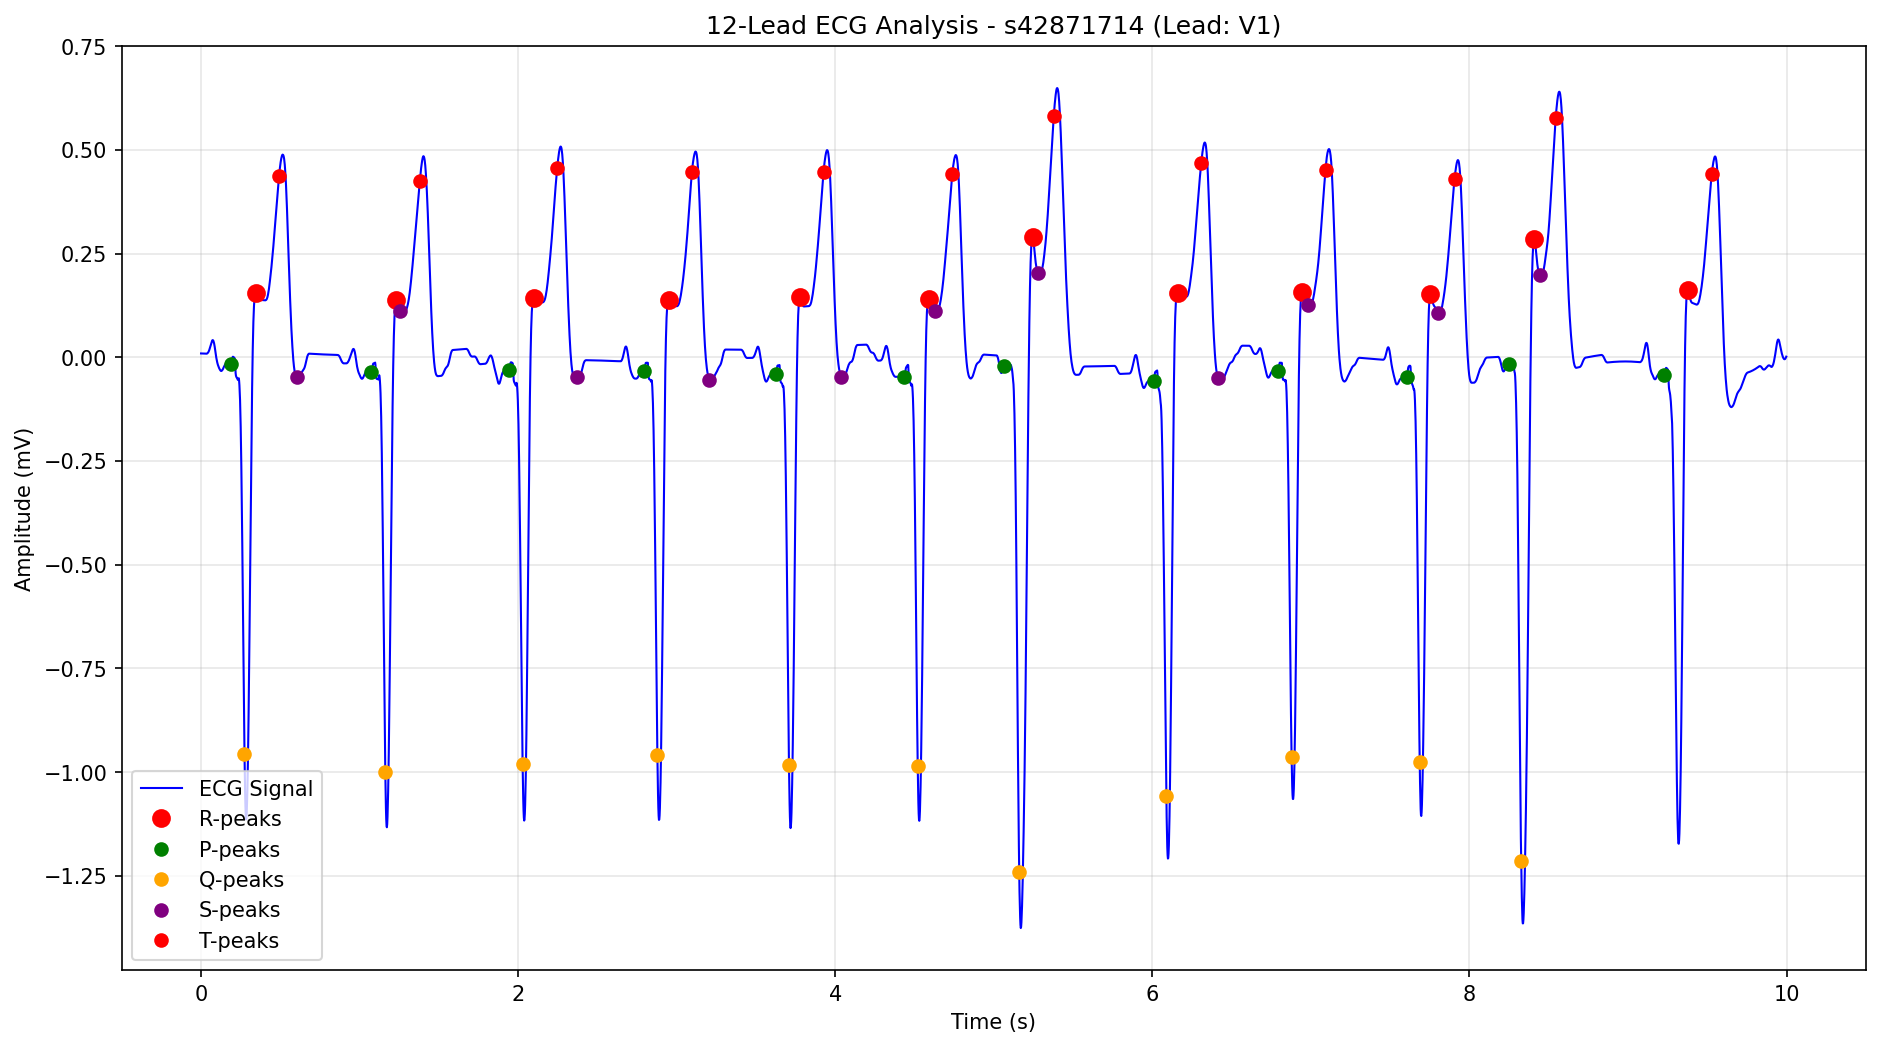 12-Lead ECG Analysis - s42871714 (Lead: V1)
0.75
0.50
0.25
0.00
−0.25
−0.50
−0.75
−1.00
−1.25
Amplitude (mV)
ECG Signal
R-peaks
P-peaks
Q-peaks
S-peaks
T-peaks
0 2 4 6 8 10
Time (s)